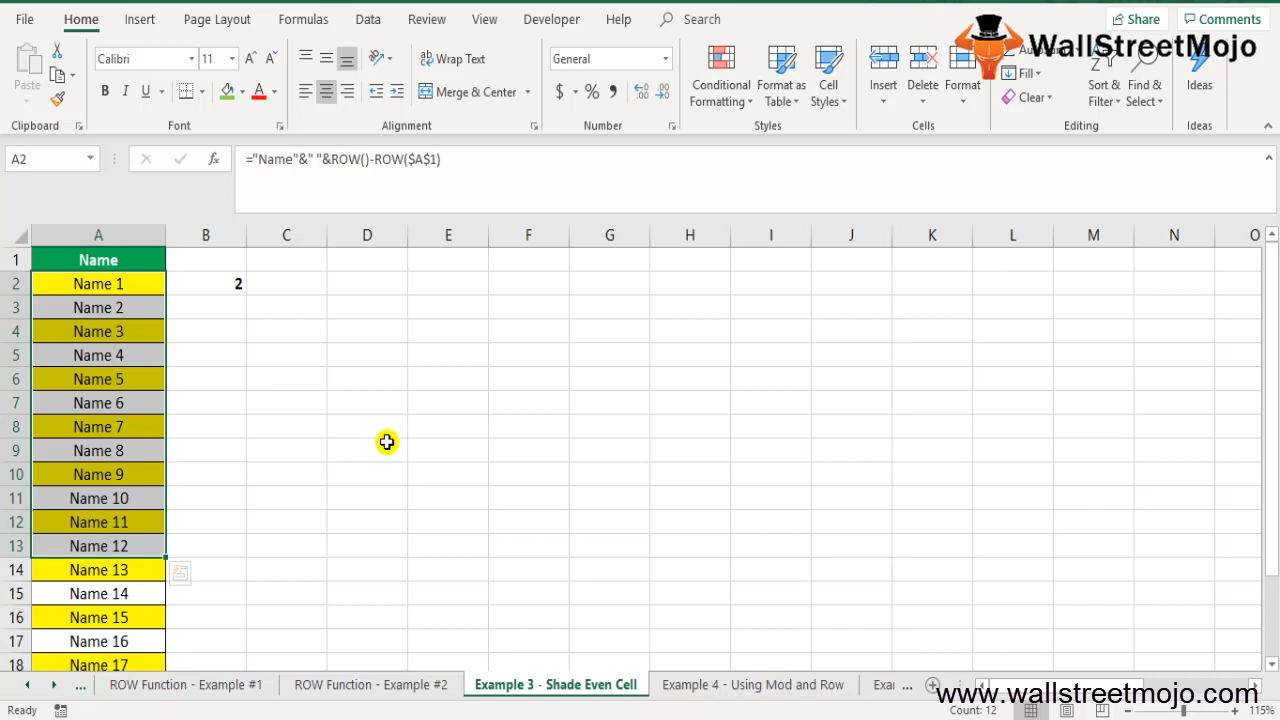 File Home Insert Page Layout Formulas Data Review View Developer Help Search Share Comments
WallStreetMojo
Paste
Calibri 11 A A
B I U A
Wrap Text
Merge & Center
General
$ % ,
Conditional Formatting
Format as Table
Cell Styles
Insert Delete Format
Fill
Clear
Sort & Filter
Find & Select
Ideas
Clipboard Font Alignment Number Styles Cells Editing Ideas
A2 fx ="Name"&" "&ROW()-ROW($A$1)
A B C D E F G H I J K L M N O
1 Name
2 Name 1 2
3 Name 2
4 Name 3
5 Name 4
6 Name 5
7 Name 6
8 Name 7
9 Name 8
10 Name 9
11 Name 10
12 Name 11
13 Name 12
14 Name 13
15 Name 14
16 Name 15
17 Name 16
18 Name 17
... ROW Function - Example #1 ROW Function - Example #2 Example 3 - Shade Even Cell Example 4 - Using Mod and Row Exa ...
www.wallstreetmojo.com
Ready Count: 12 115%